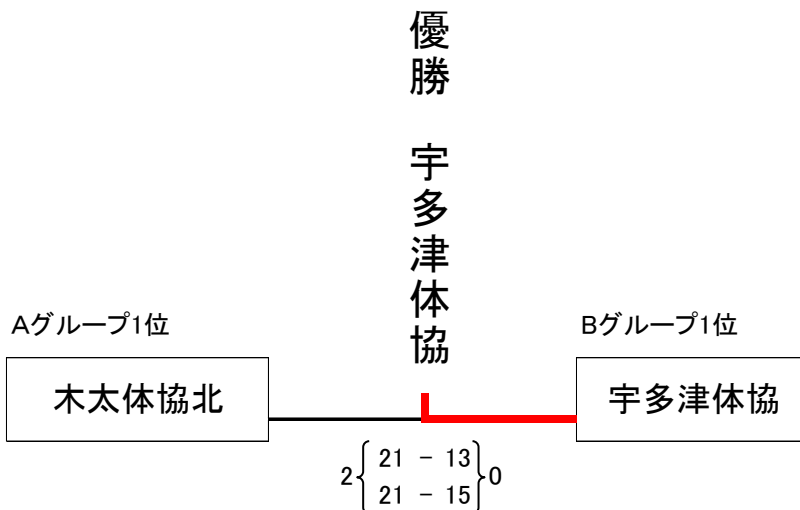 優勝　宇多津体協
Aグループ1位
Bグループ1位
木太体協北
宇多津体協
2 { 21 － 13 } 0
21 － 15